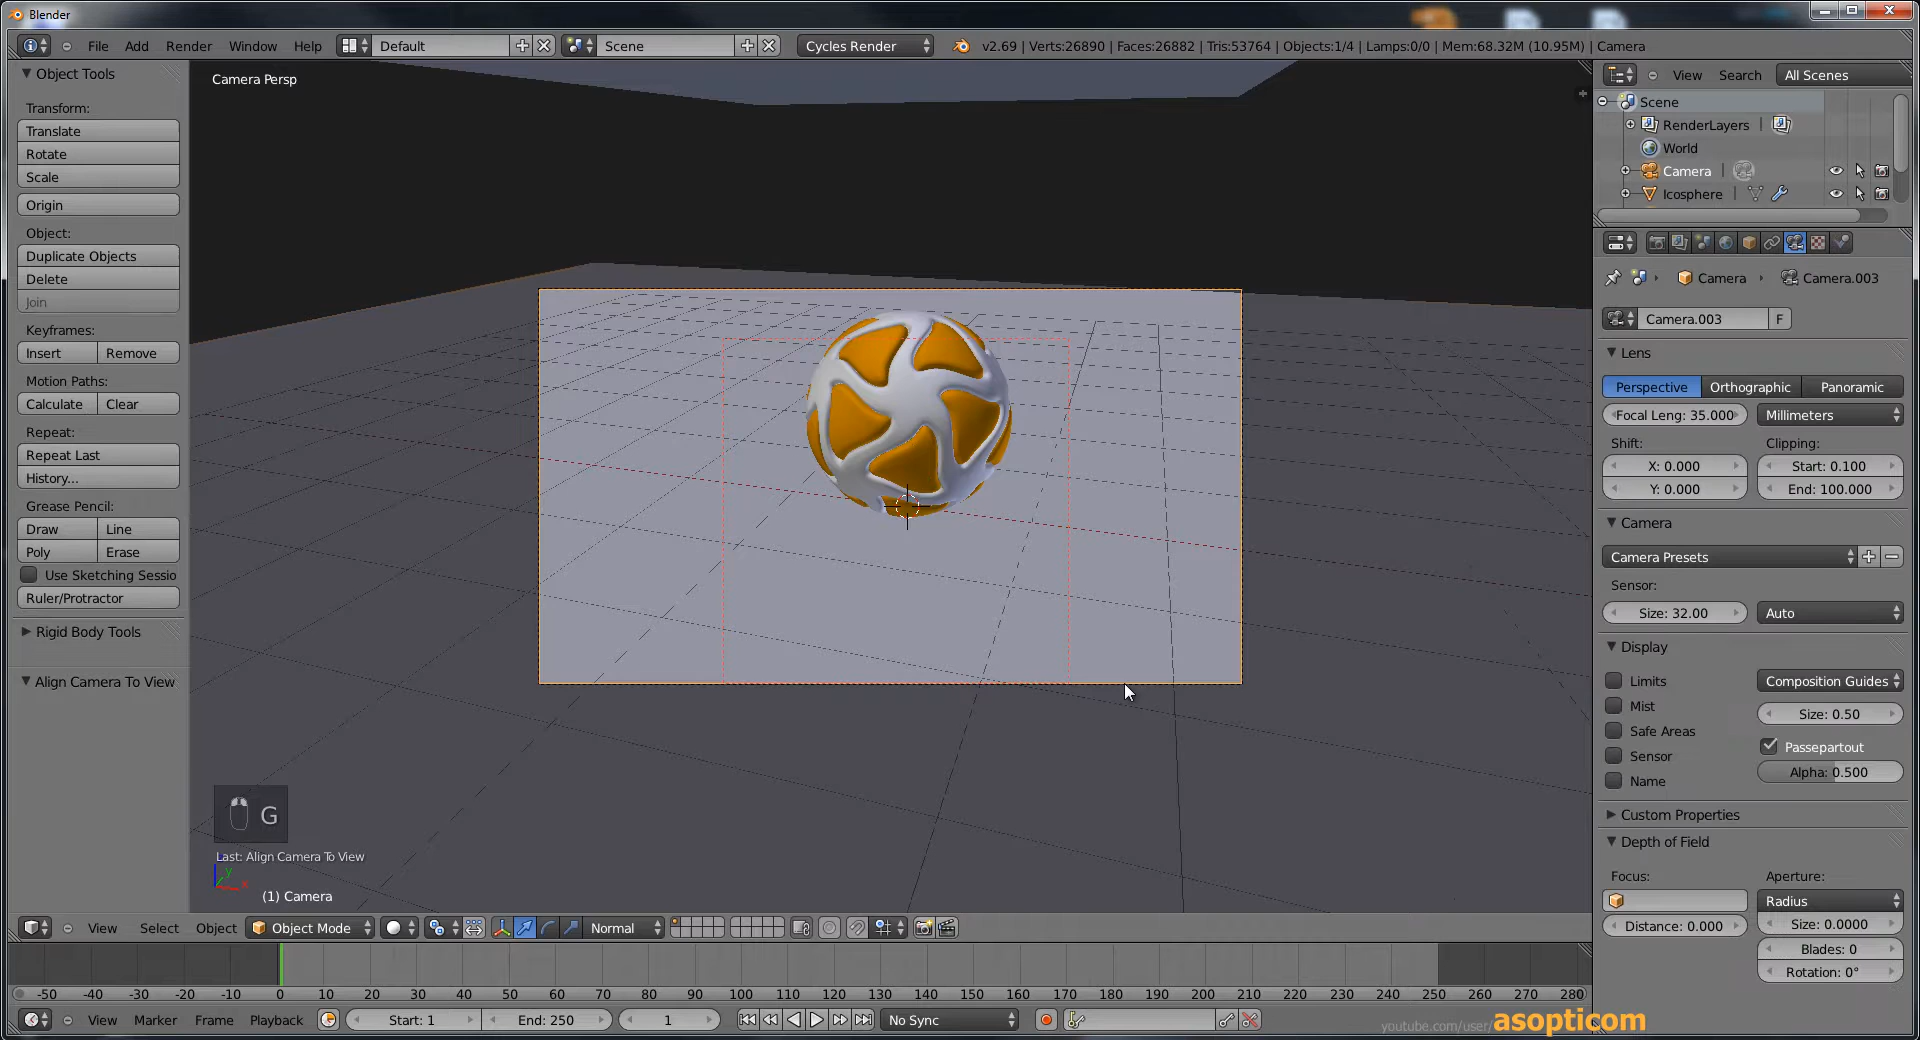 Blender
File Add Render Window Help Default Scene Cycles Render v2.69 | Verts:26890 | Faces:26882 | Tris:53764 | Objects:1/4 | Lamps:0/0 | Mem:68.32M (10.95M) | Camera
Object Tools
Transform:
Translate
Rotate
Scale
Origin
Object:
Duplicate Objects
Delete
Join
Keyframes:
Insert Remove
Motion Paths:
Calculate Clear
Repeat:
Repeat Last
History...
Grease Pencil:
Draw Line
Poly Erase
Use Sketching Sessio
Ruler/Protractor
Rigid Body Tools
Align Camera To View
Camera Persp
G
Last: Align Camera To View
y
x
(1) Camera
View Select Object Object Mode Normal
View Search All Scenes
Scene
RenderLayers
World
Camera
Icosphere
Camera Camera.003
Camera.003 F
Lens
Perspective Orthographic Panoramic
Focal Len: 35.000 Millimeters
Shift: Clipping:
X: 0.000 Start: 0.100
Y: 0.000 End: 100.000
Camera
Camera Presets
Sensor:
Size: 32.00 Auto
Display
Limits Composition Guides
Mist Size: 0.50
Safe Areas
Sensor Passepartout
Name Alpha: 0.500
Custom Properties
Depth of Field
Focus: Aperture:
Radius
Distance: 0.000 Size: 0.0000
Blades: 0
Rotation: 0°
-50 -40 -30 -20 -10 0 10 20 30 40 50 60 70 80 90 100 110 120 130 140 150 160 170 180 190 200 210 220 230 240 250 260 270 280
View Marker Frame Playback Start: 1 End: 250 1 No Sync
youtube.com/user/asopticom